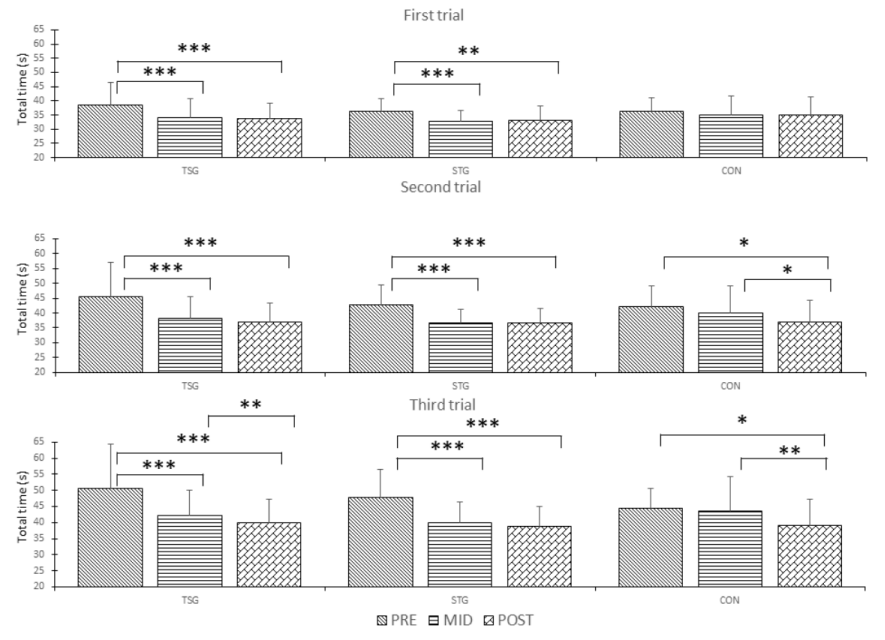 First trial
65
60
55
50
45
40
35
30
25
20
Total time (s)
***
***
**
***
TSG
STG
CON
Second trial
65
60
55
50
45
40
35
30
25
20
Total time (s)
***
***
***
***
*
*
TSG
STG
CON
Third trial
65
60
55
50
45
40
35
30
25
20
Total time (s)
**
***
***
***
***
*
**
TSG
STG
CON
PRE MID POST